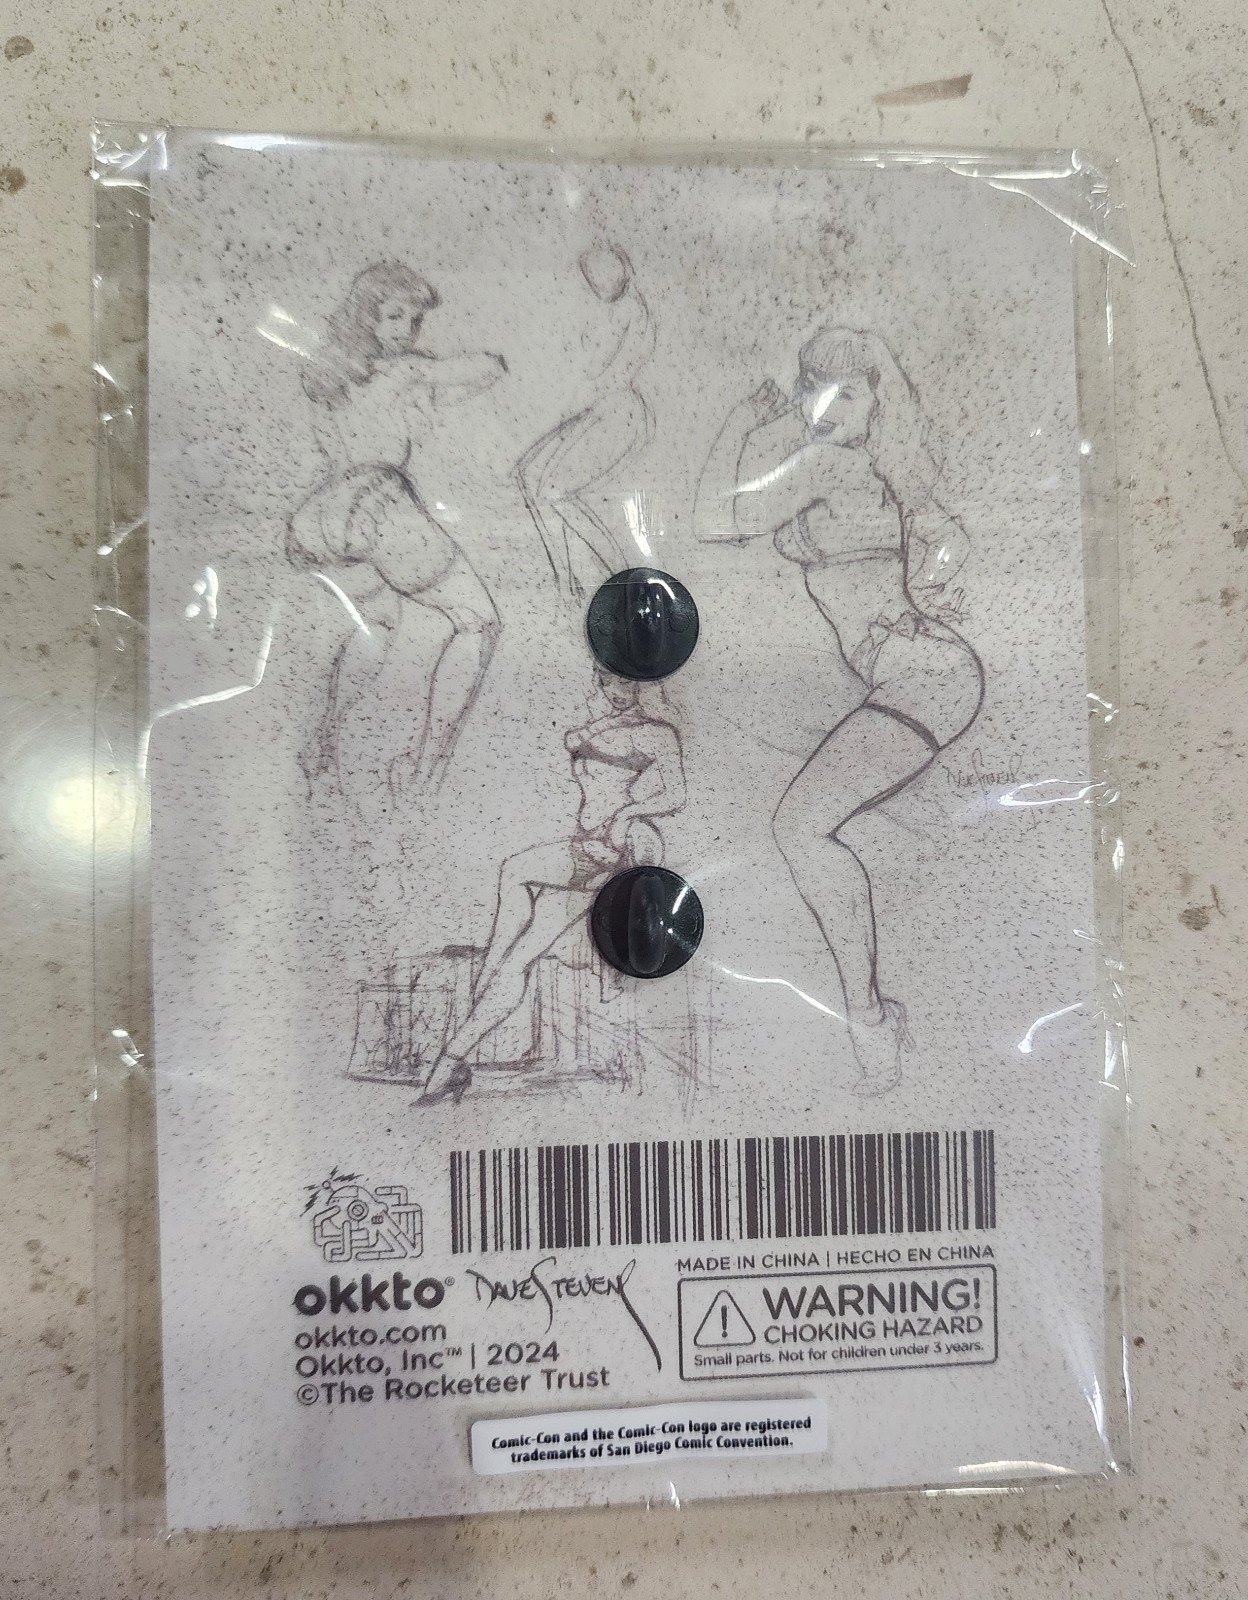 okkto®
DAVE STEVENS
okkto.com
Okkto, Inc™ | 2024
©The Rocketeer Trust
MADE IN CHINA | HECHO EN CHINA
WARNING!
CHOKING HAZARD
Small parts. Not for children under 3 years.
Comic-Con and the Comic-Con logo are registered
trademarks of San Diego Comic Convention.